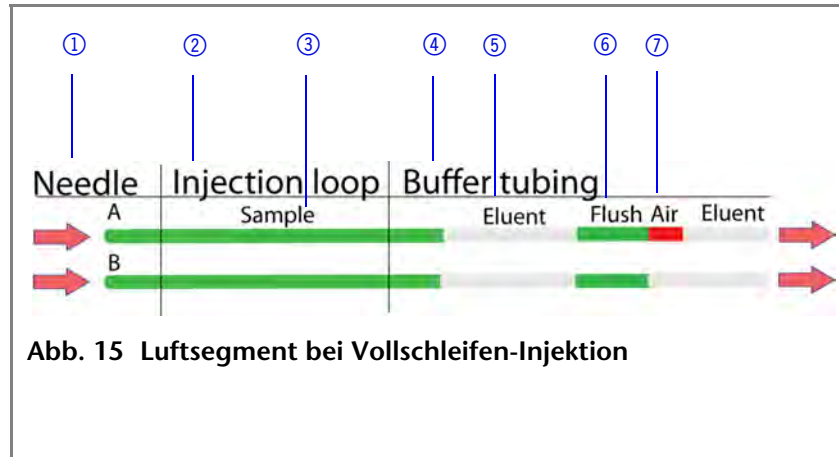 ① ② ③ ④ ⑤ ⑥ ⑦
Needle Injection loop Buffer tubing
A Sample Eluent Flush Air Eluent
B
Abb. 15 Luftsegment bei Vollschleifen-Injektion